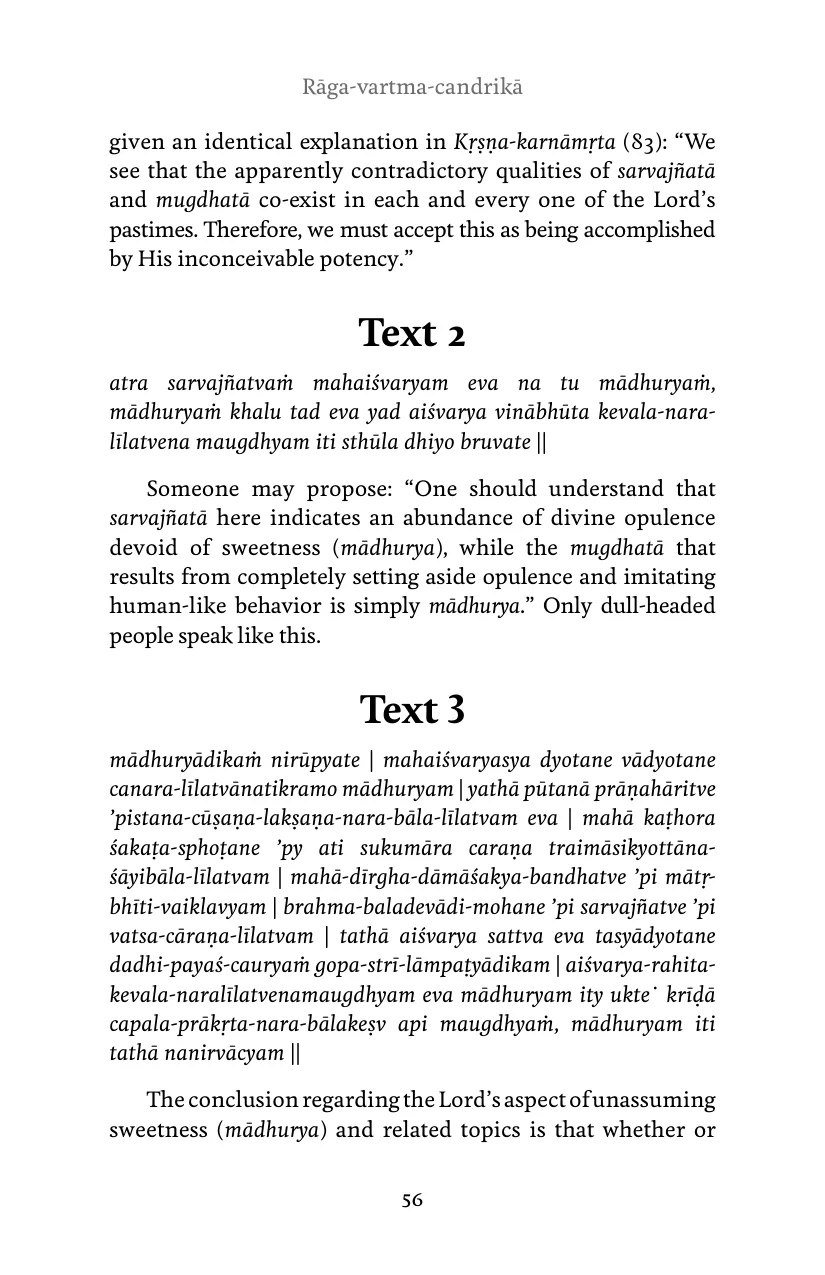 Rāga-vartma-candrikā
given an identical explanation in Kṛṣṇa-karnāmṛta (83): “We
see that the apparently contradictory qualities of sarvajñatā
and mugdhatā co-exist in each and every one of the Lord’s
pastimes. Therefore, we must accept this as being accomplished
by His inconceivable potency.”
Text 2
atra sarvajñatvaṁ mahaiśvaryam eva na tu mādhuryaṁ,
mādhuryaṁ khalu tad eva yad aiśvarya vinābhūta kevala-nara-
līlatvena maugdhyam iti sthūla dhiyo bruvate ||
Someone may propose: “One should understand that
sarvajñatā here indicates an abundance of divine opulence
devoid of sweetness (mādhurya), while the mugdhatā that
results from completely setting aside opulence and imitating
human-like behavior is simply mādhurya.” Only dull-headed
people speak like this.
Text 3
mādhuryādikaṁ nirūpyate | mahaiśvaryasya dyotane vādyotane
canara-līlatvānatikramo mādhuryam | yathā pūtanā prāṇahāritve
’pistana-cūṣaṇa-lakṣaṇa-nara-bāla-līlatvam eva | mahā kaṭhora
śakaṭa-sphoṭane ’py ati sukumāra caraṇa traimāsikyottāna-
śāyibāla-līlatvam | mahā-dīrgha-dāmāśakya-bandhatve ’pi mātṛ-
bhīti-vaiklavyam | brahma-baladevādi-mohane ’pi sarvajñatve ’pi
vatsa-cāraṇa-līlatvam | tathā aiśvarya sattva eva tasyādyotane
dadhi-payaś-cauryaṁ gopa-strī-lāmpaṭyādikam | aiśvarya-rahita-
kevala-naralīlatvenamaugdhyam eva mādhuryam ity ukte˙ krīḍā
capala-prākṛta-nara-bālakeṣv api maugdhyaṁ, mādhuryam iti
tathā nanirvācyam ||
The conclusion regarding the Lord’s aspect of unassuming
sweetness (mādhurya) and related topics is that whether or
56